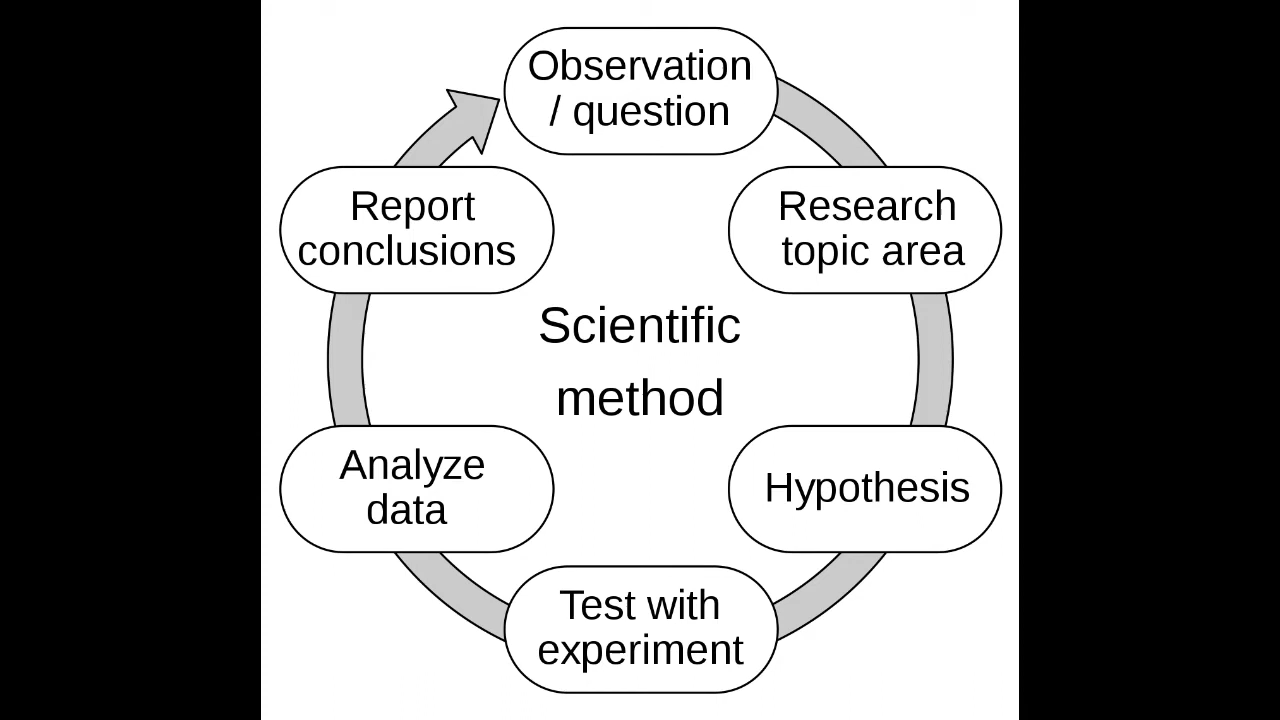 Observation
/ question
Research
topic area
Hypothesis
Test with
experiment
Analyze
data
Report
conclusions
Scientific
method